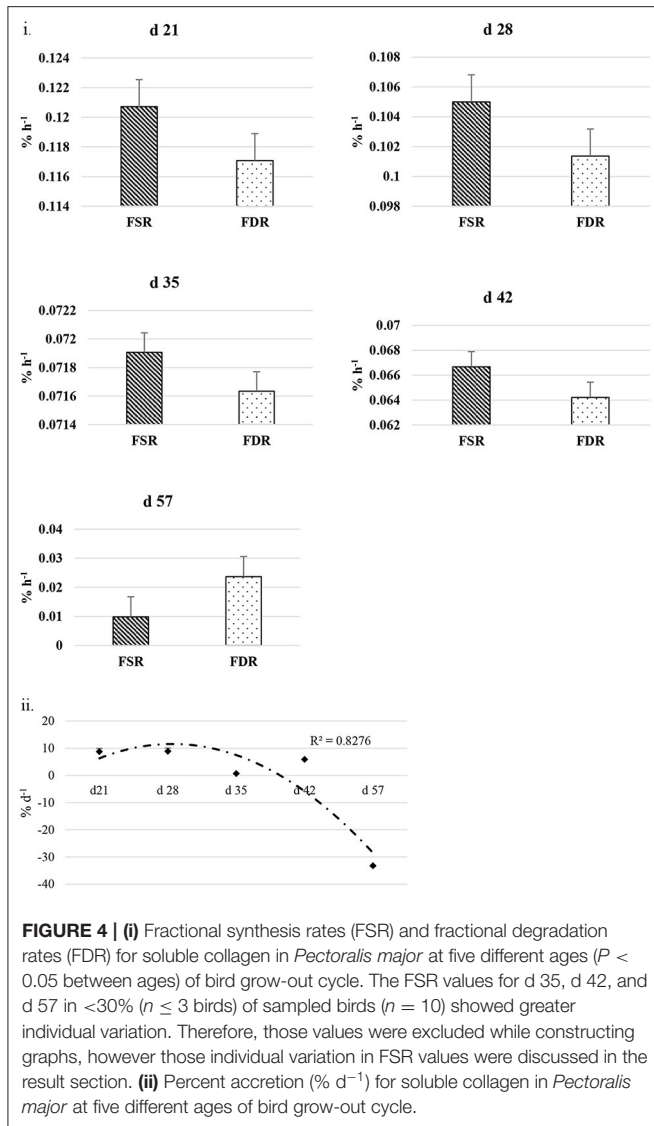 i.
d 21
0.124
0.122
0.12
0.118
0.116
0.114
% h-1
FSR
FDR
d 28
0.108
0.106
0.104
0.102
0.1
0.098
% h-1
FSR
FDR
d 35
0.0722
0.072
0.0718
0.0716
0.0714
% h-1
FSR
FDR
d 42
0.07
0.068
0.066
0.064
0.062
% h-1
FSR
FDR
d 57
0.04
0.03
0.02
0.01
0
% h-1
FSR
FDR
ii.
20
10
0
-10
-20
-30
-40
% d-1
R² = 0.8276
d21
d 28
d 35
d 42
d 57
FIGURE 4 | (i) Fractional synthesis rates (FSR) and fractional degradation
rates (FDR) for soluble collagen in Pectoralis major at five different ages (P <
0.05 between ages) of bird grow-out cycle. The FSR values for d 35, d 42, and
d 57 in <30% (n ≤ 3 birds) of sampled birds (n = 10) showed greater
individual variation. Therefore, those values were excluded while constructing
graphs, however those individual variation in FSR values were discussed in the
result section. (ii) Percent accretion (% d−1) for soluble collagen in Pectoralis
major at five different ages of bird grow-out cycle.